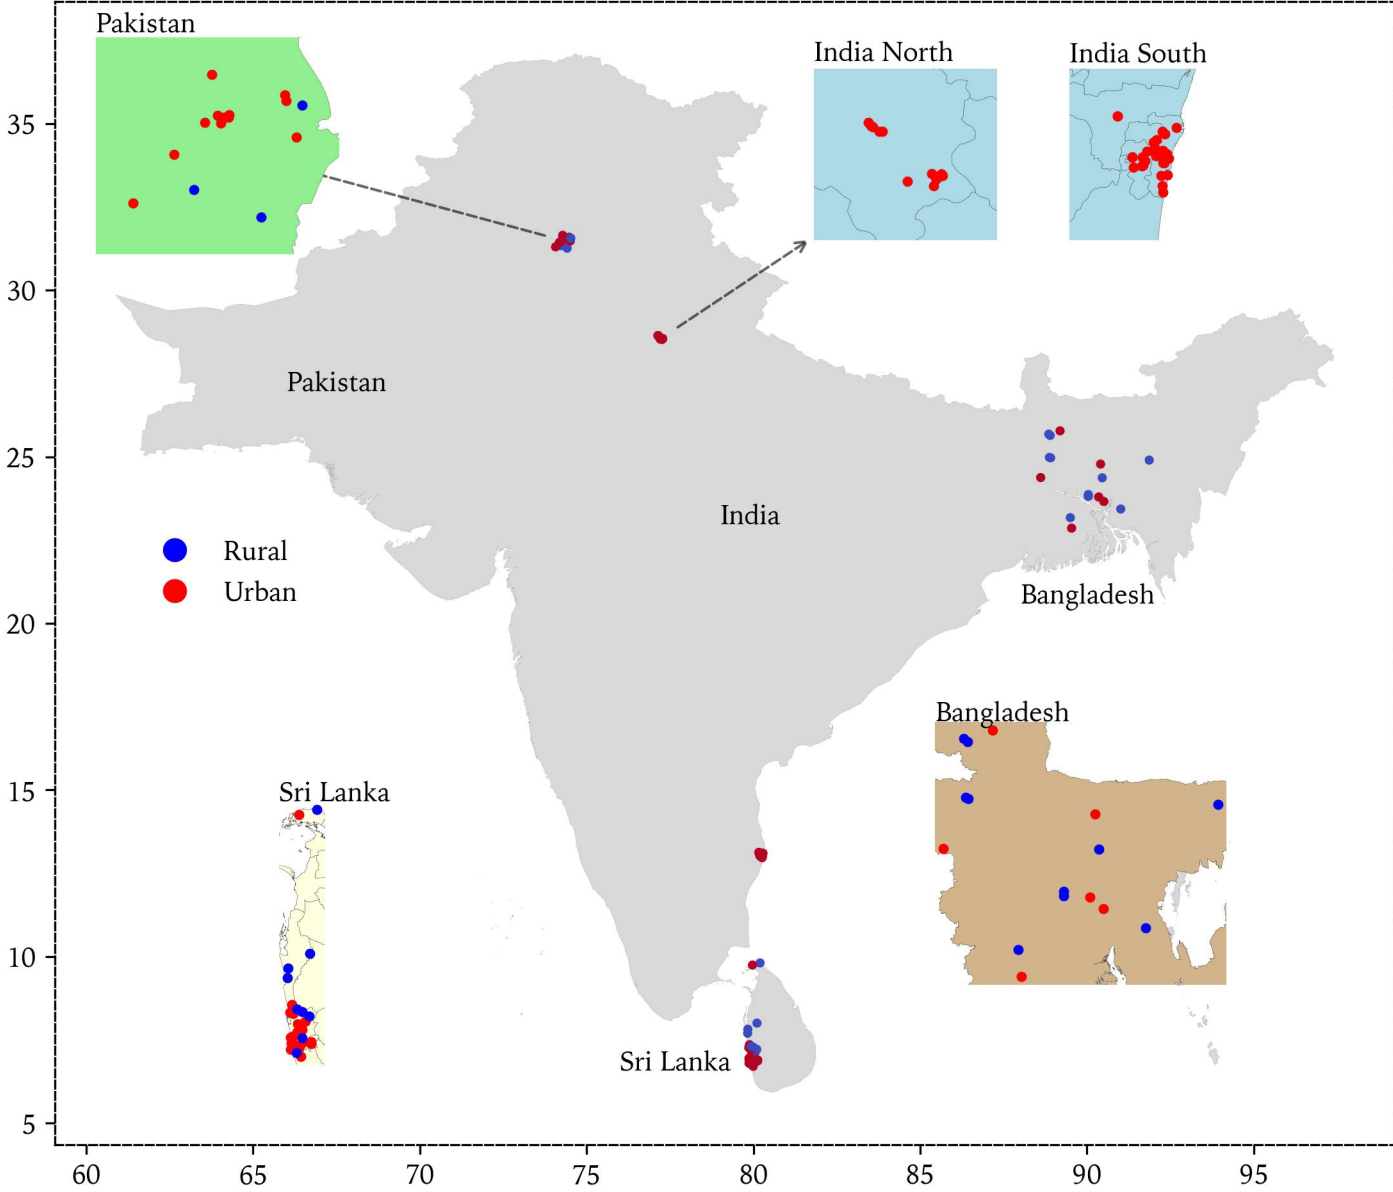 Pakistan
India North
India South
35
30
Pakistan
25
India
Rural
Urban
Bangladesh
20
Bangladesh
15
Sri Lanka
10
Sri Lanka
5
60
65
70
75
80
85
90
95